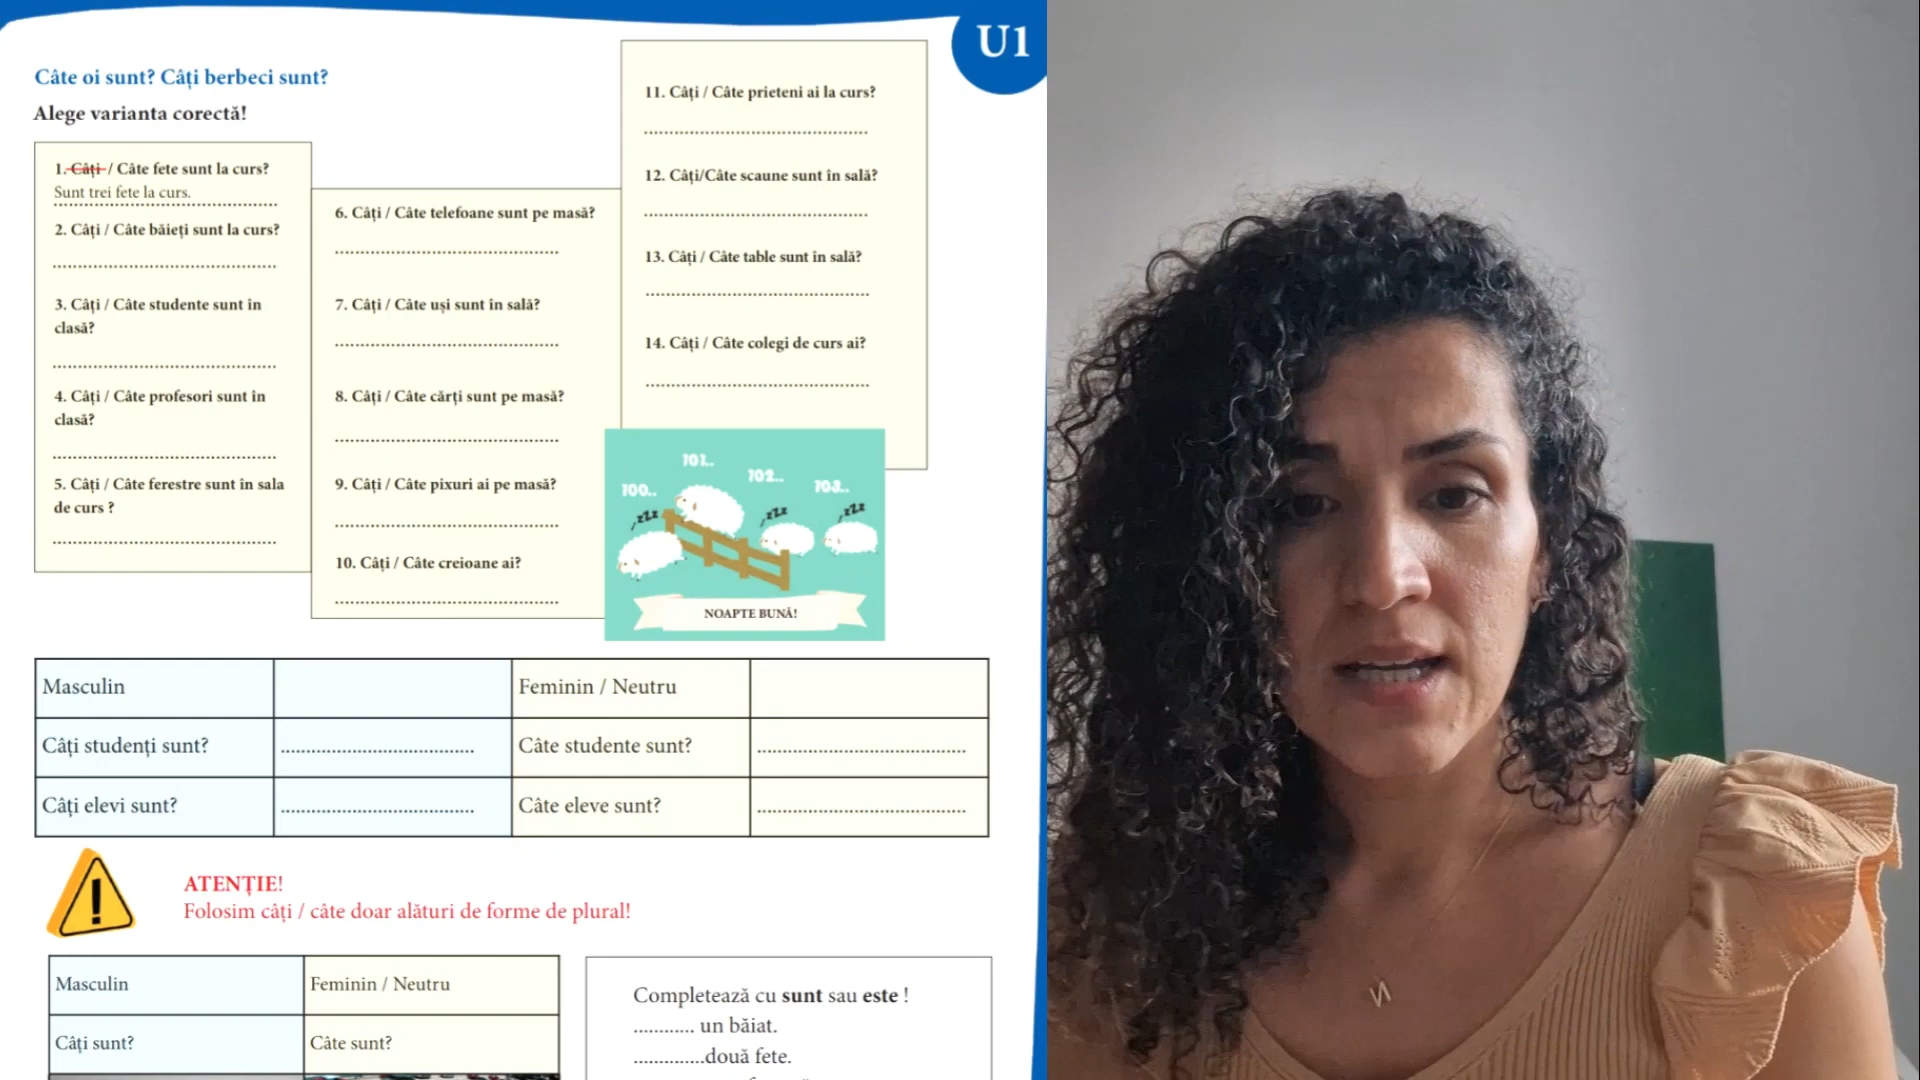 U1
Câte oi sunt? Câți berbeci sunt?
Alege varianta corectă!
1. Câți / Câte fete sunt la curs?
Sunt trei fete la curs.
2. Câți / Câte băieți sunt la curs?
3. Câți / Câte studente sunt în
clasă?
4. Câți / Câte profesori sunt în
clasă?
5. Câți / Câte ferestre sunt în sala
de curs ?
6. Câți / Câte telefoane sunt pe masă?
7. Câți / Câte uși sunt în sală?
8. Câți / Câte cărți sunt pe masă?
9. Câți / Câte pixuri ai pe masă?
10. Câți / Câte creioane ai?
11. Câți / Câte prieteni ai la curs?
12. Câți/Câte scaune sunt în sală?
13. Câți / Câte table sunt în sală?
14. Câți / Câte colegi de curs ai?
100..
101..
102..
103..
zzz
zzz
zzz
NOAPTE BUNĂ!
Masculin
Feminin / Neutru
Câți studenți sunt? ....................................
Câte studente sunt? ....................................
Câți elevi sunt? ....................................
Câte eleve sunt? ....................................
ATENȚIE!
Folosim câți / câte doar alături de forme de plural!
Masculin
Feminin / Neutru
Câți sunt?
Câte sunt?
Completează cu sunt sau este !
............ un băiat.
..............două fete.
И